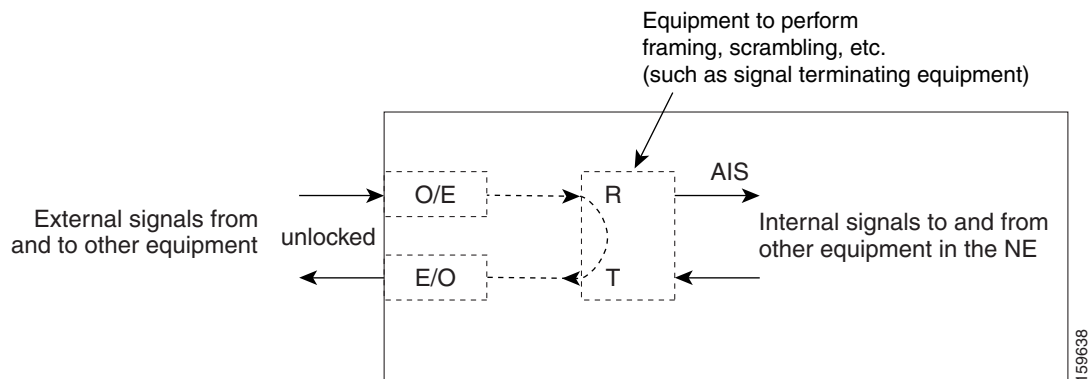 Equipment to perform
framing, scrambling, etc.
(such as signal terminating equipment)
AIS
O/E
R
External signals from
and to other equipment
unlocked
Internal signals to and from
other equipment in the NE
E/O
T
159638